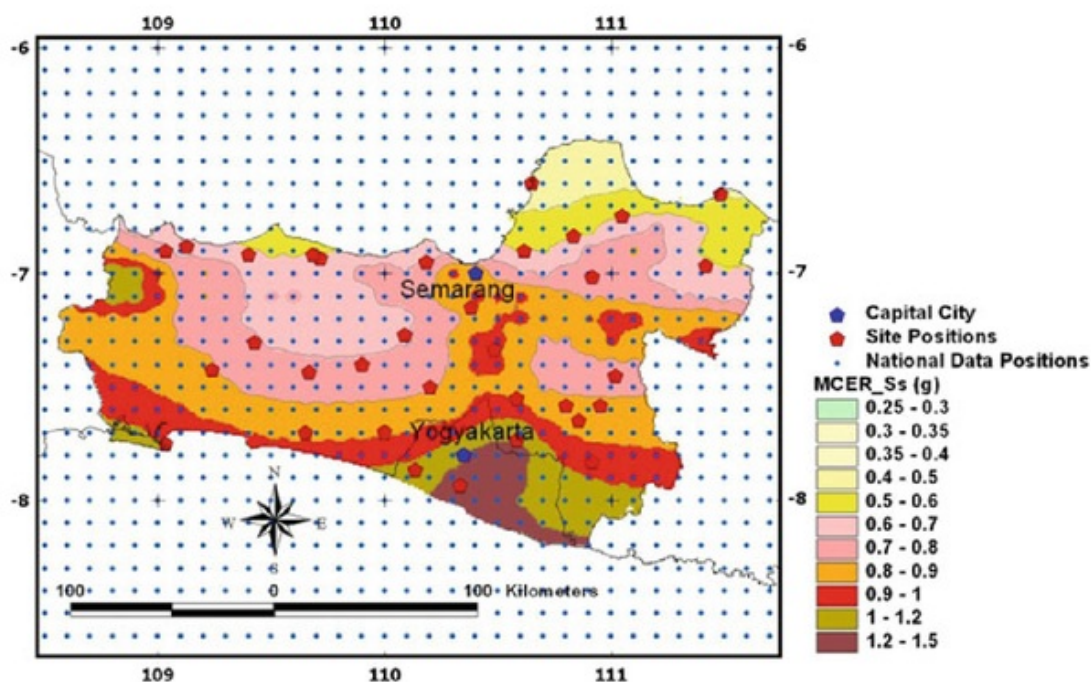 109 110 111
-6 -6
Semarang
-7 -7
Yogyakarta
-8 -8
N
W E
S
100 0 100 Kilometers
109 110 111
Capital City
Site Positions
National Data Positions
MCER_Ss (g)
0.25 - 0.3
0.3 - 0.35
0.35 - 0.4
0.4 - 0.5
0.5 - 0.6
0.6 - 0.7
0.7 - 0.8
0.8 - 0.9
0.9 - 1
1 - 1.2
1.2 - 1.5